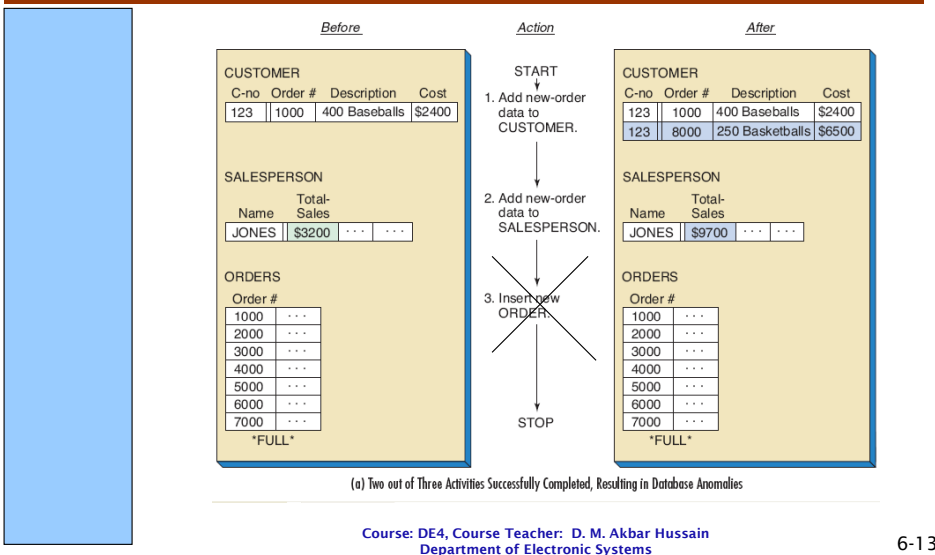 Before
Action
After
CUSTOMER
C-no Order # Description Cost
123 1000 400 Baseballs $2400
SALESPERSON
Total-
Name Sales
JONES $3200 · · · · · ·
ORDERS
Order #
1000 · · ·
2000 · · ·
3000 · · ·
4000 · · ·
5000 · · ·
6000 · · ·
7000 · · ·
*FULL*
START
1. Add new-order
data to
CUSTOMER.
2. Add new-order
data to
SALESPERSON.
3. Insert new
ORDER.
STOP
CUSTOMER
C-no Order # Description Cost
123 1000 400 Baseballs $2400
123 8000 250 Basketballs $6500
SALESPERSON
Total-
Name Sales
JONES $9700 · · · · · ·
ORDERS
Order #
1000 · · ·
2000 · · ·
3000 · · ·
4000 · · ·
5000 · · ·
6000 · · ·
7000 · · ·
*FULL*
(a) Two out of Three Activities Successfully Completed, Resulting in Database Anomalies
Course: DE4, Course Teacher: D. M. Akbar Hussain
Department of Electronic Systems
6-13